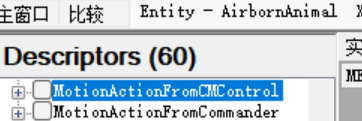 主窗口 比较 Entity - AirbornAnimal
Descriptors (60)
MotionActionFromCMControl
MotionActionFromCommander